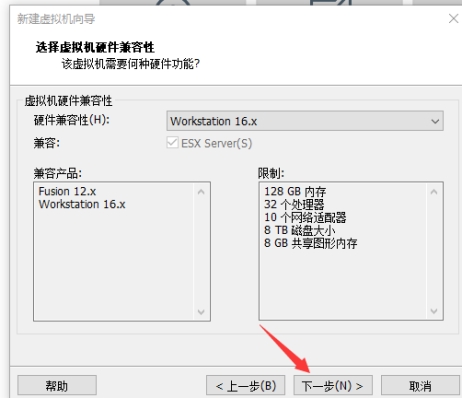 新建虚拟机向导
选择虚拟机硬件兼容性
该虚拟机需要何种硬件功能?
虚拟机硬件兼容性
硬件兼容性(H): Workstation 16.x
兼容: ESX Server(S)
兼容产品:
Fusion 12.x
Workstation 16.x
限制:
128 GB 内存
32 个处理器
10 个网络适配器
8 TB 磁盘大小
8 GB 共享图形内存
帮助 < 上一步(B) 下一步(N) > 取消